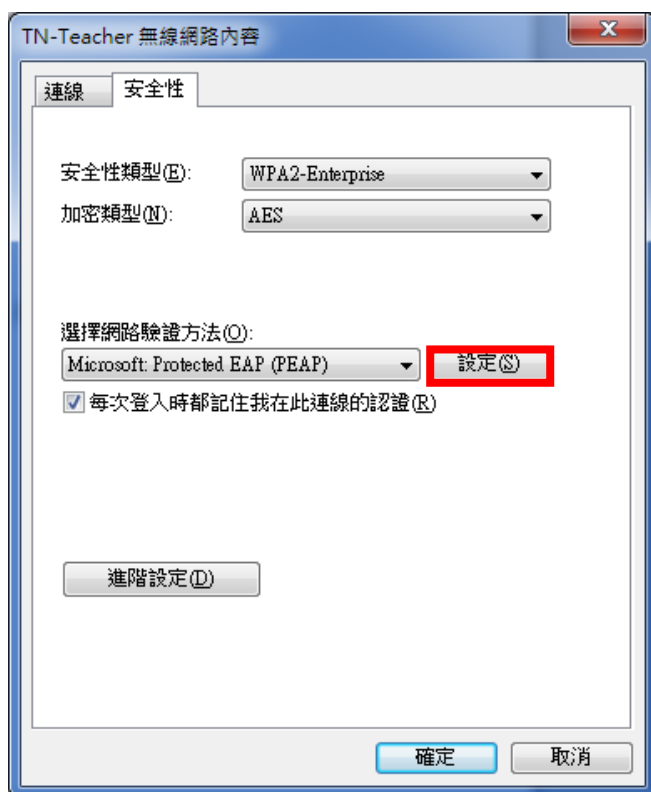 TN-Teacher 無線網路內容
連線 安全性
安全性類型(E): WPA2-Enterprise
加密類型(N): AES
選擇網路驗證方法(O):
Microsoft: Protected EAP (PEAP) 設定(S)
每次登入時都記住我在此連線的認證(R)
進階設定(D)
確定 取消